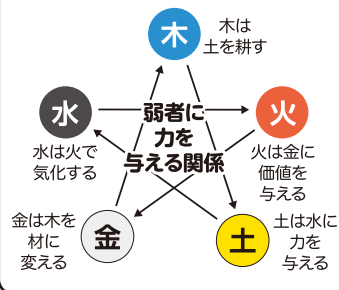 木
木は
土を耕す
水
弱者に
力を
与える関係
火
水は火で
気化する
火は金に
価値を
与える
金は木を
材に
変える
金
土
土は水に
力を
与える